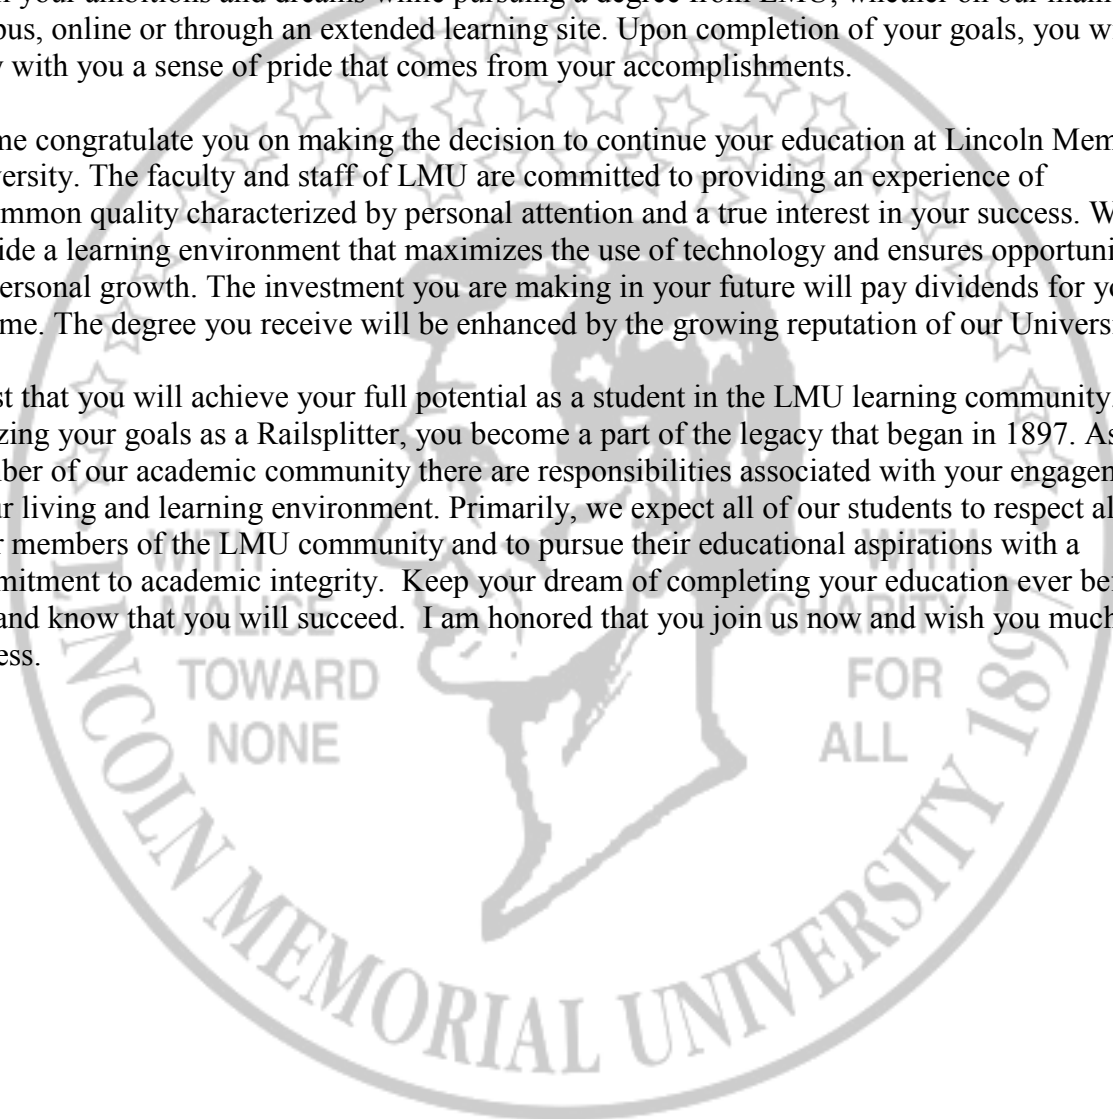 your ambitions and dreams while pursuing a degree from LMU, whether on our main
pus, online or through an extended learning site. Upon completion of your goals, you w
y with you a sense of pride that comes from your accomplishments.
me congratulate you on making the decision to continue your education at Lincoln Mem
versity. The faculty and staff of LMU are committed to providing an experience of
ommon quality characterized by personal attention and a true interest in your success. W
ide a learning environment that maximizes the use of technology and ensures opportuni
ersonal growth. The investment you are making in your future will pay dividends for yo
me. The degree you receive will be enhanced by the growing reputation of our Universi
st that you will achieve your full potential as a student in the LMU learning community.
zing your goals as a Railsplitter, you become a part of the legacy that began in 1897. As
ber of our academic community there are responsibilities associated with your engagem
ur living and learning environment. Primarily, we expect all of our students to respect al
r members of the LMU community and to pursue their educational aspirations with a
mitment to academic integrity.  Keep your dream of completing your education ever bef
and know that you will succeed.  I am honored that you join us now and wish you much
ess.
WITH
MALICE
TOWARD
NONE
WITH
CHARITY
FOR
ALL
LINCOLN MEMORIAL UNIVERSITY 1897